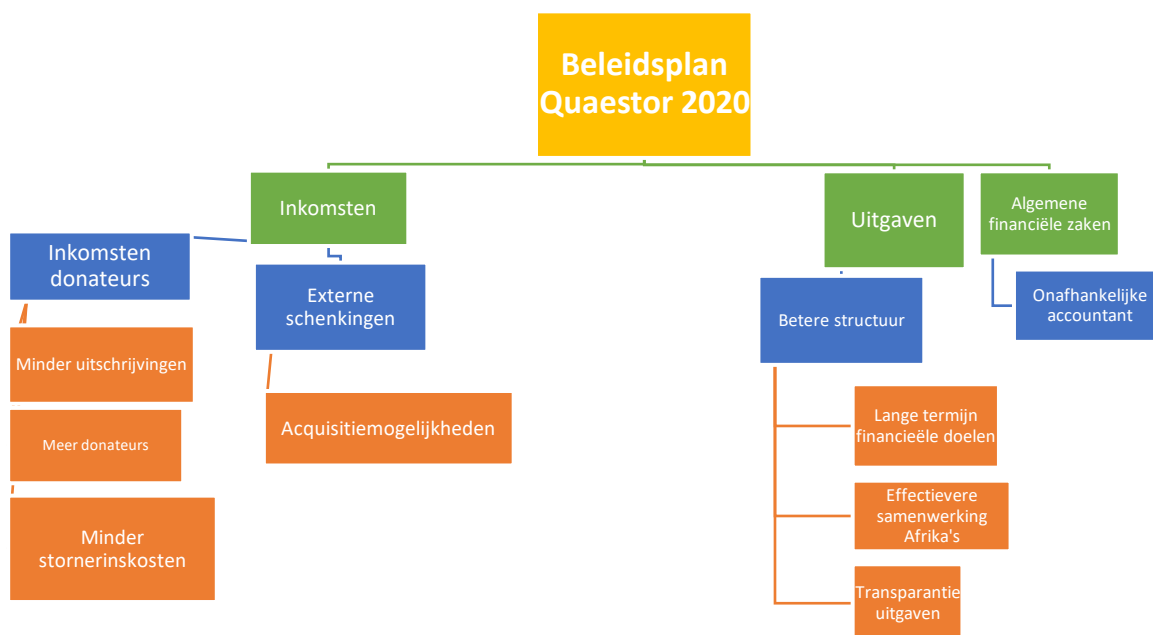 Beleidsplan
Quaestor 2020
Inkomsten
Uitgaven
Algemene
financiële zaken
Inkomsten
donateurs
Externe
schenkingen
Betere structuur
Onafhankelijke
accountant
Minder uitschrijvingen
Meer donateurs
Minder
stornerinskosten
Acquisitiemogelijkheden
Lange termijn
financieële doelen
Effectievere
samenwerking
Afrika's
Transparantie
uitgaven